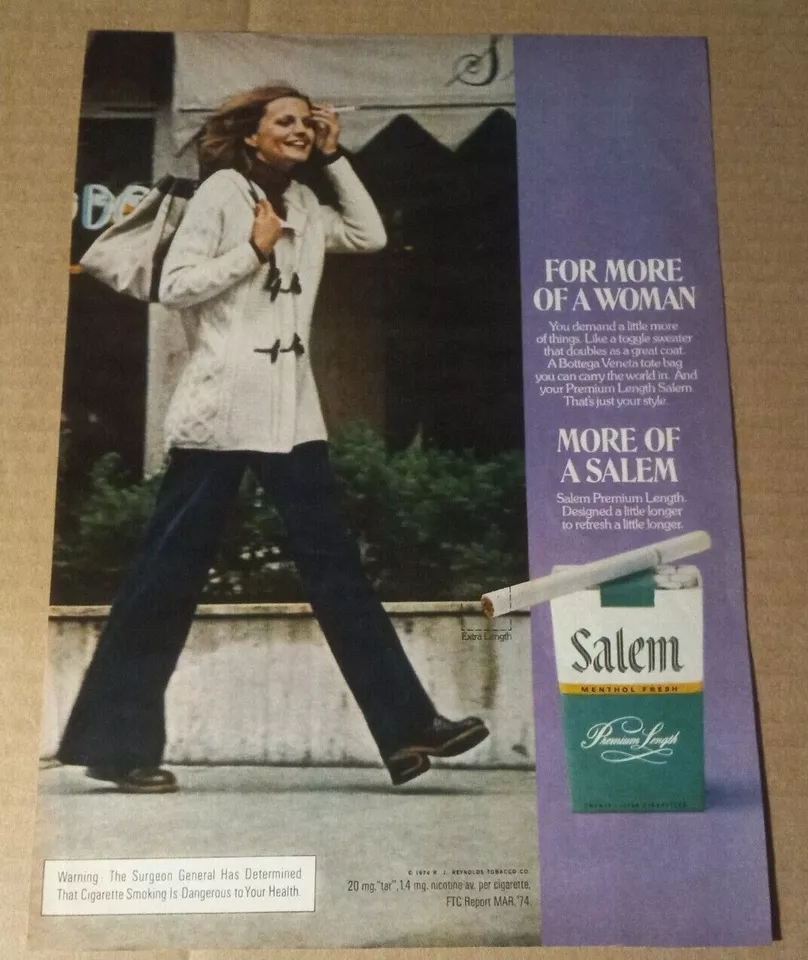 FOR MORE
OF A WOMAN
You demand a little more
of things. Like a toggle sweater
that doubles as a great coat.
A Bottega Veneta tote bag
you can carry the world in. And
your Premium Length Salem.
That's just your style.
MORE OF
A SALEM
Salem Premium Length.
Designed a little longer
to refresh a little longer.
Extra Length
Salem
MENTHOL FRESH
Premium Length
Warning: The Surgeon General Has Determined
That Cigarette Smoking Is Dangerous to Your Health.
© 1974 R. J. REYNOLDS TOBACCO CO.
20 mg. "tar", 1.4 mg. nicotine av. per cigarette,
FTC Report MAR. '74.